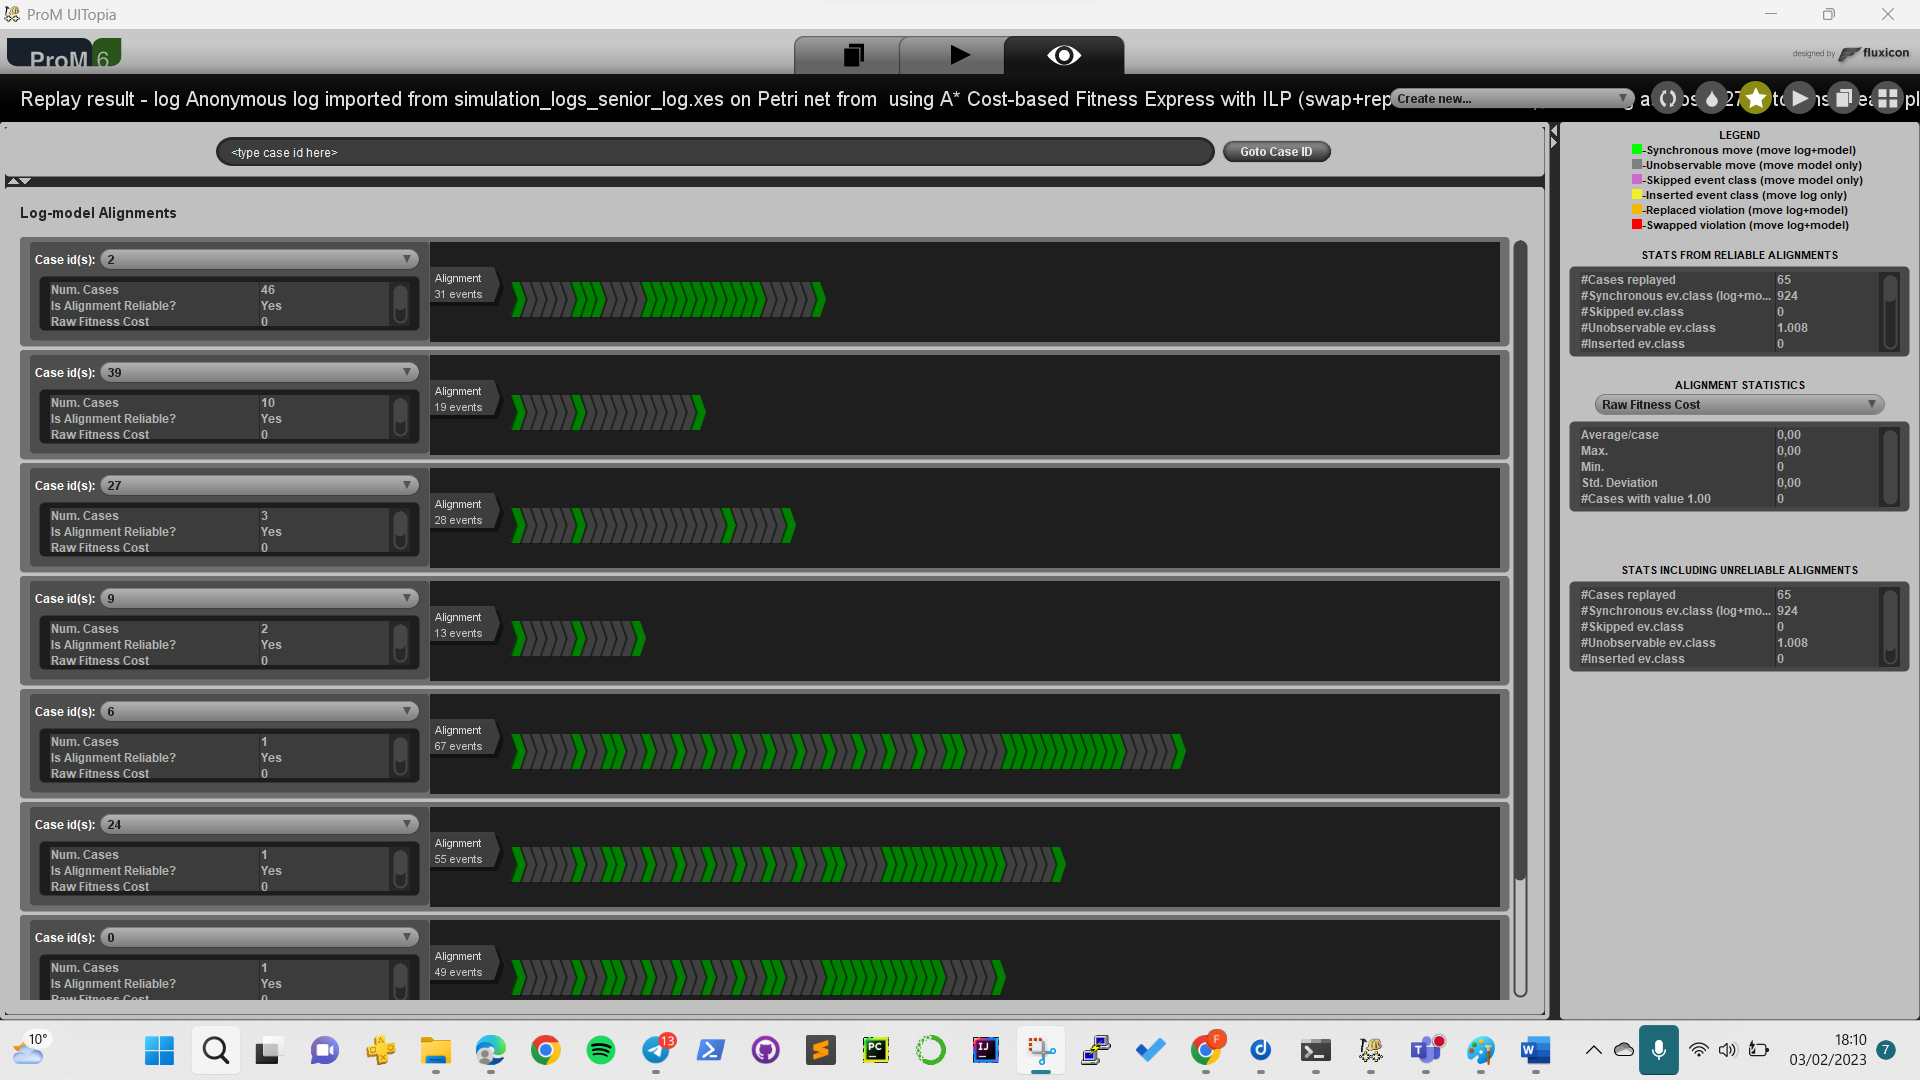 ProM UITopia
ProM 6
designed by fluxicon
Replay result - log Anonymous log imported from simulation_logs_senior_log.xes on Petri net from using A* Cost-based Fitness Express with ILP (swap+rep
Create new...
<type case id here>
Goto Case ID
Log-model Alignments
Case id(s): 2
Num. Cases 46
Is Alignment Reliable? Yes
Raw Fitness Cost 0
Alignment
31 events
Case id(s): 39
Num. Cases 10
Is Alignment Reliable? Yes
Raw Fitness Cost 0
Alignment
19 events
Case id(s): 27
Num. Cases 3
Is Alignment Reliable? Yes
Raw Fitness Cost 0
Alignment
28 events
Case id(s): 9
Num. Cases 2
Is Alignment Reliable? Yes
Raw Fitness Cost 0
Alignment
13 events
Case id(s): 6
Num. Cases 1
Is Alignment Reliable? Yes
Raw Fitness Cost 0
Alignment
67 events
Case id(s): 24
Num. Cases 1
Is Alignment Reliable? Yes
Raw Fitness Cost 0
Alignment
55 events
Case id(s): 0
Num. Cases 1
Is Alignment Reliable? Yes
Raw Fitness Cost 0
Alignment
49 events
LEGEND
-Synchronous move (move log+model)
-Unobservable move (move model only)
-Skipped event class (move model only)
-Inserted event class (move log only)
-Replaced violation (move log+model)
-Swapped violation (move log+model)
STATS FROM RELIABLE ALIGNMENTS
#Cases replayed 65
#Synchronous ev.class (log+mo... 924
#Skipped ev.class 0
#Unobservable ev.class 1.008
#Inserted ev.class 0
ALIGNMENT STATISTICS
Raw Fitness Cost
Average/case 0,00
Max. 0,00
Min. 0
Std. Deviation 0,00
#Cases with value 1.00 0
STATS INCLUDING UNRELIABLE ALIGNMENTS
#Cases replayed 65
#Synchronous ev.class (log+mo... 924
#Skipped ev.class 0
#Unobservable ev.class 1.008
#Inserted ev.class 0
10°
13
PC
IJ
F
W
18:10
03/02/2023
7